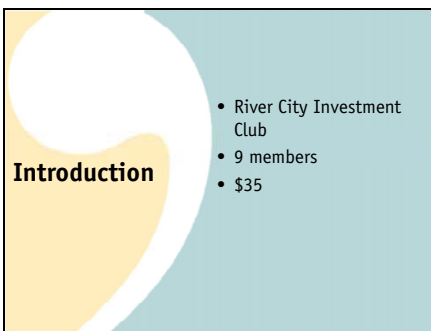 Introduction
• River City Investment
Club
• 9 members
• $35